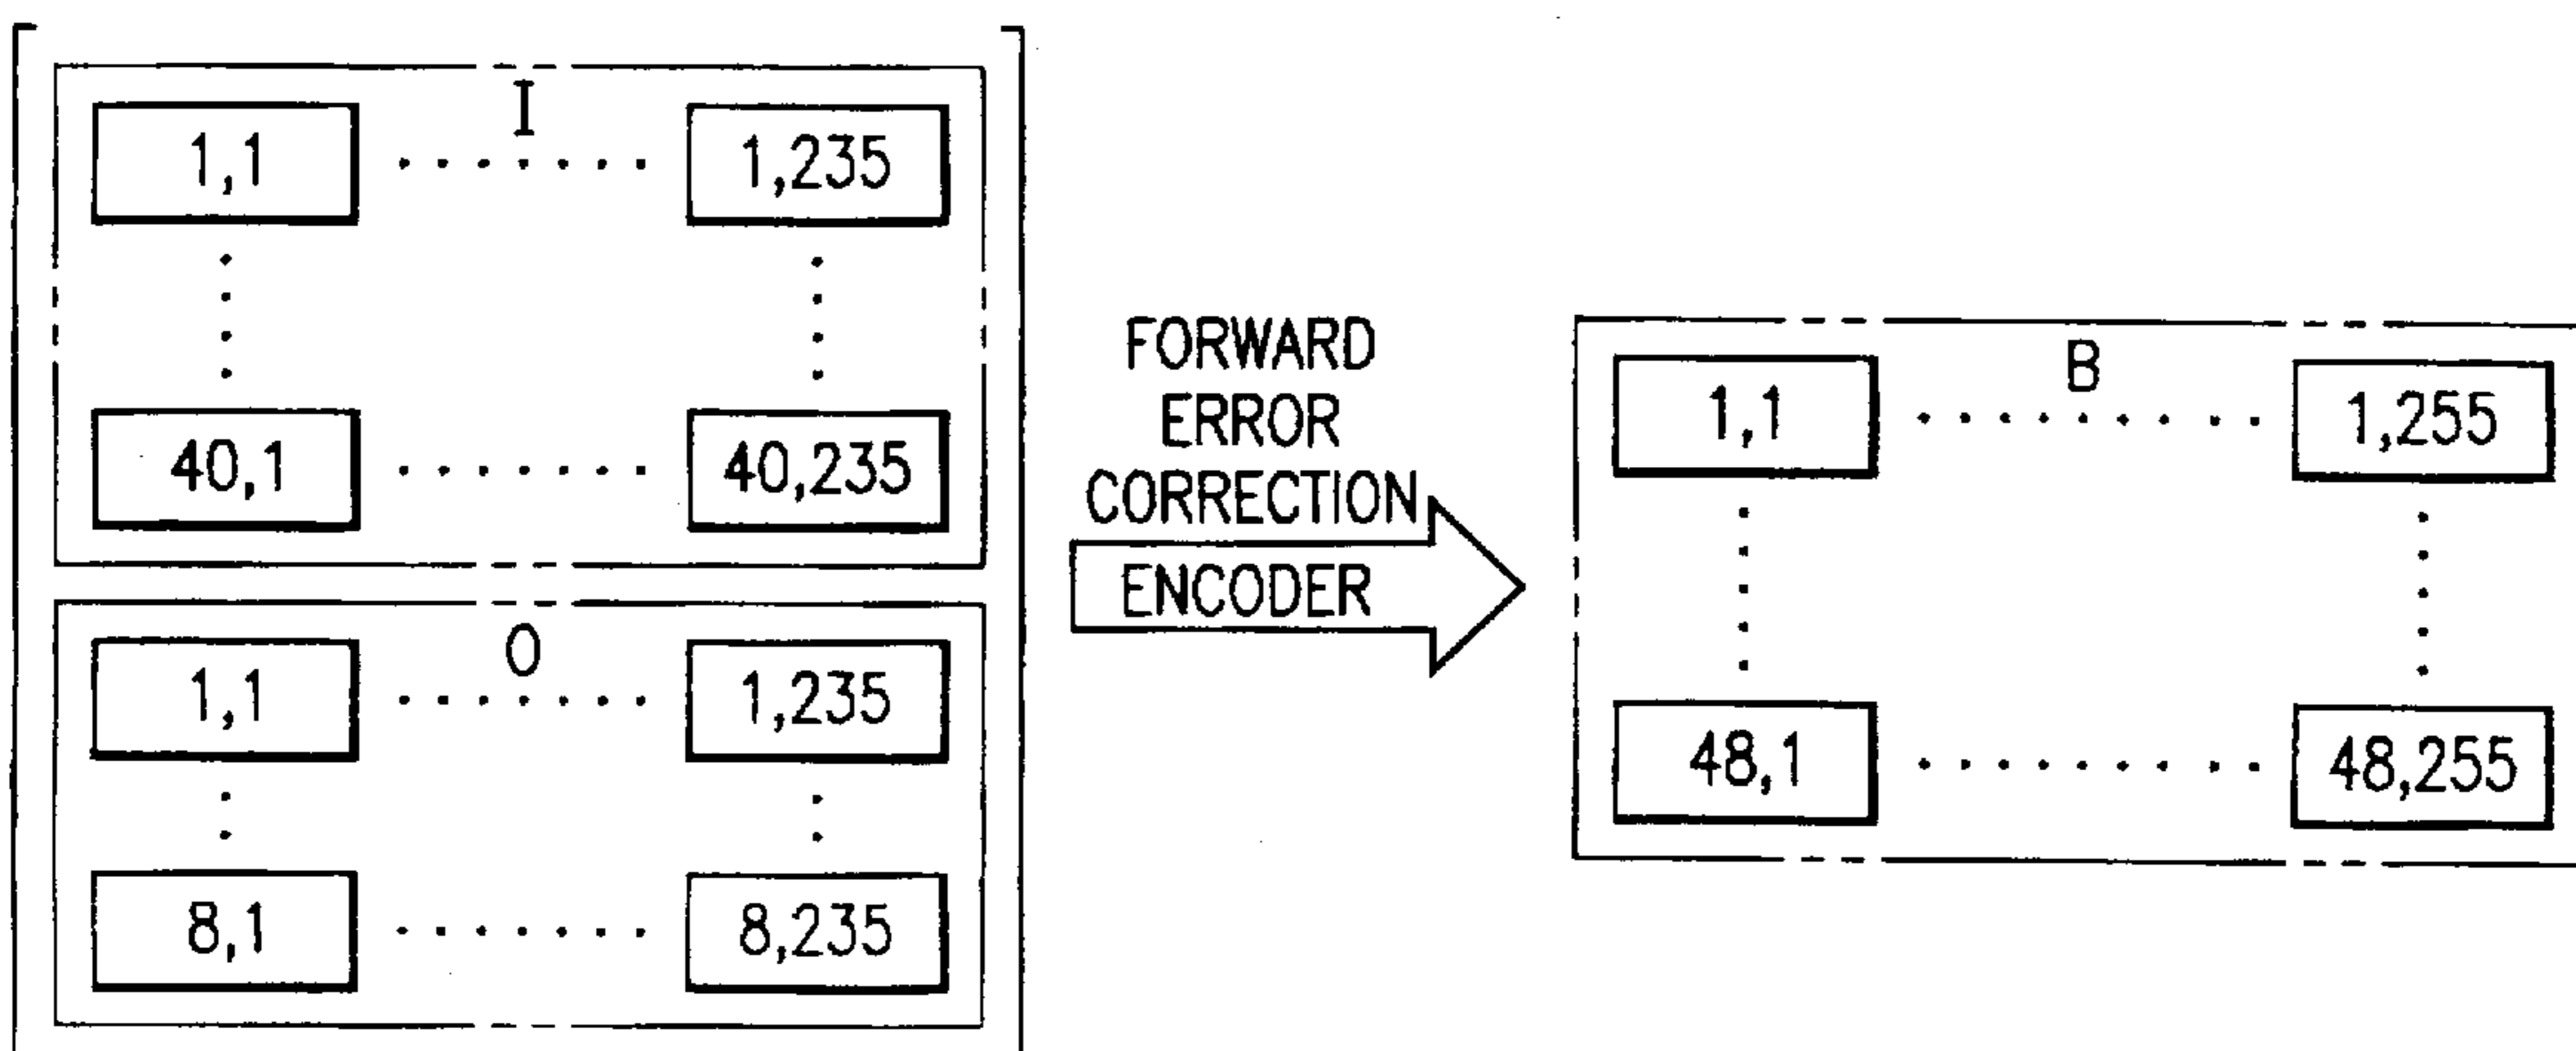 I
1,1 ....... 1,235
40,1 ....... 40,235
O
1,1 ....... 1,235
8,1 ....... 8,235
FORWARD
ERROR
CORRECTION
ENCODER
B
1,1 ......... 1,255
48,1 ......... 48,255